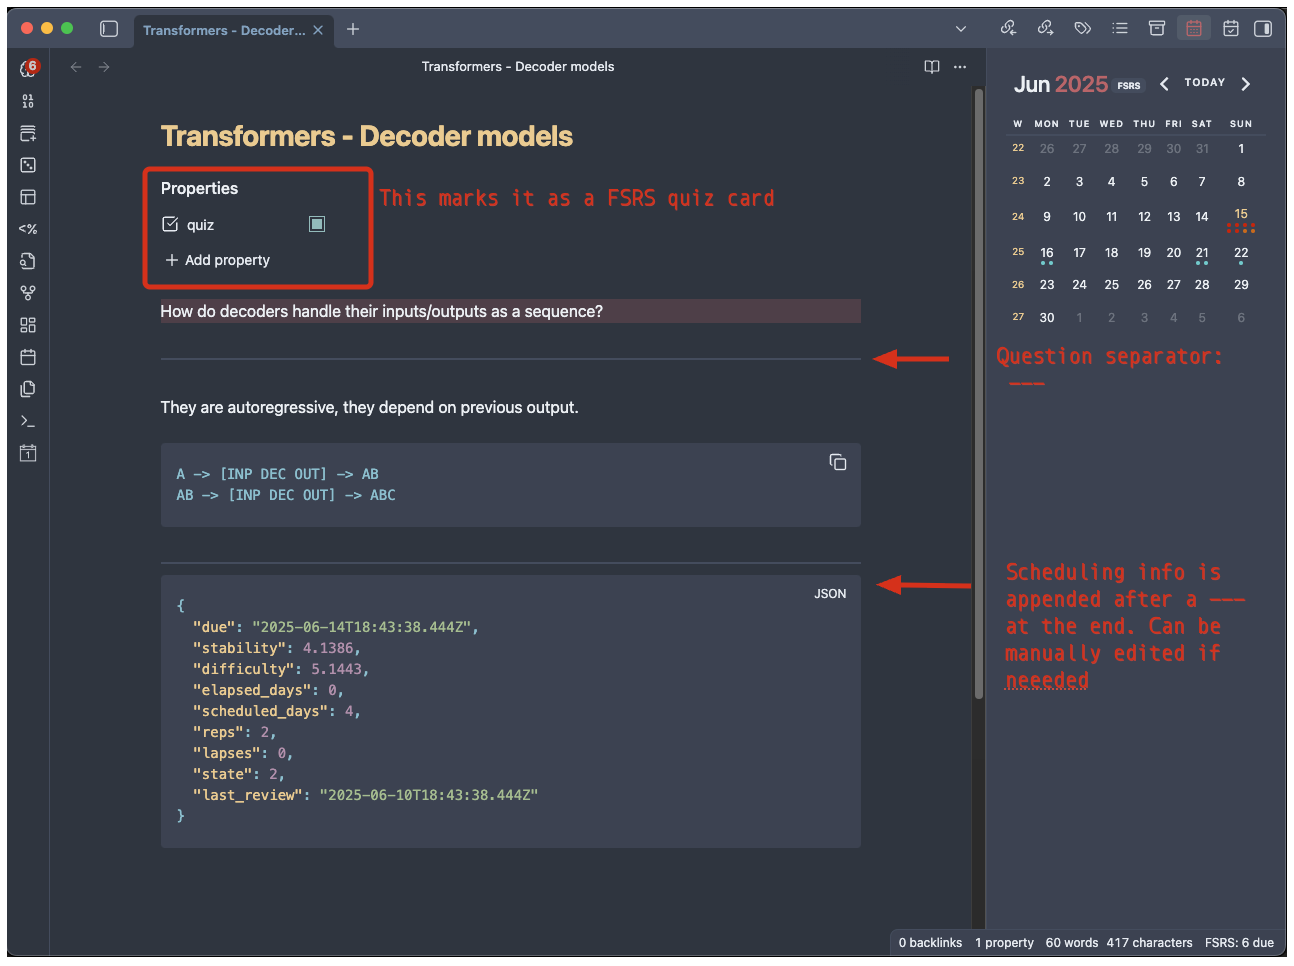 Transformers - Decoder...
Transformers - Decoder models
6
01
10
<%
1
Transformers - Decoder models
Properties
quiz
Add property
This marks it as a FSRS quiz card
How do decoders handle their inputs/outputs as a sequence?
They are autoregressive, they depend on previous output.
A -> [INP DEC OUT] -> AB
AB -> [INP DEC OUT] -> ABC
JSON
{
"due": "2025-06-14T18:43:38.444Z",
"stability": 4.1386,
"difficulty": 5.1443,
"elapsed_days": 0,
"scheduled_days": 4,
"reps": 2,
"lapses": 0,
"state": 2,
"last_review": "2025-06-10T18:43:38.444Z"
}
Jun 2025 FSRS TODAY
W MON TUE WED THU FRI SAT SUN
22 26 27 28 29 30 31 1
23 2 3 4 5 6 7 8
24 9 10 11 12 13 14 15
25 16 17 18 19 20 21 22
26 23 24 25 26 27 28 29
27 30 1 2 3 4 5 6
Question separator:
---
Scheduling info is
appended after a ---
at the end. Can be
manually edited if
neeeded
0 backlinks 1 property 60 words 417 characters FSRS: 6 due